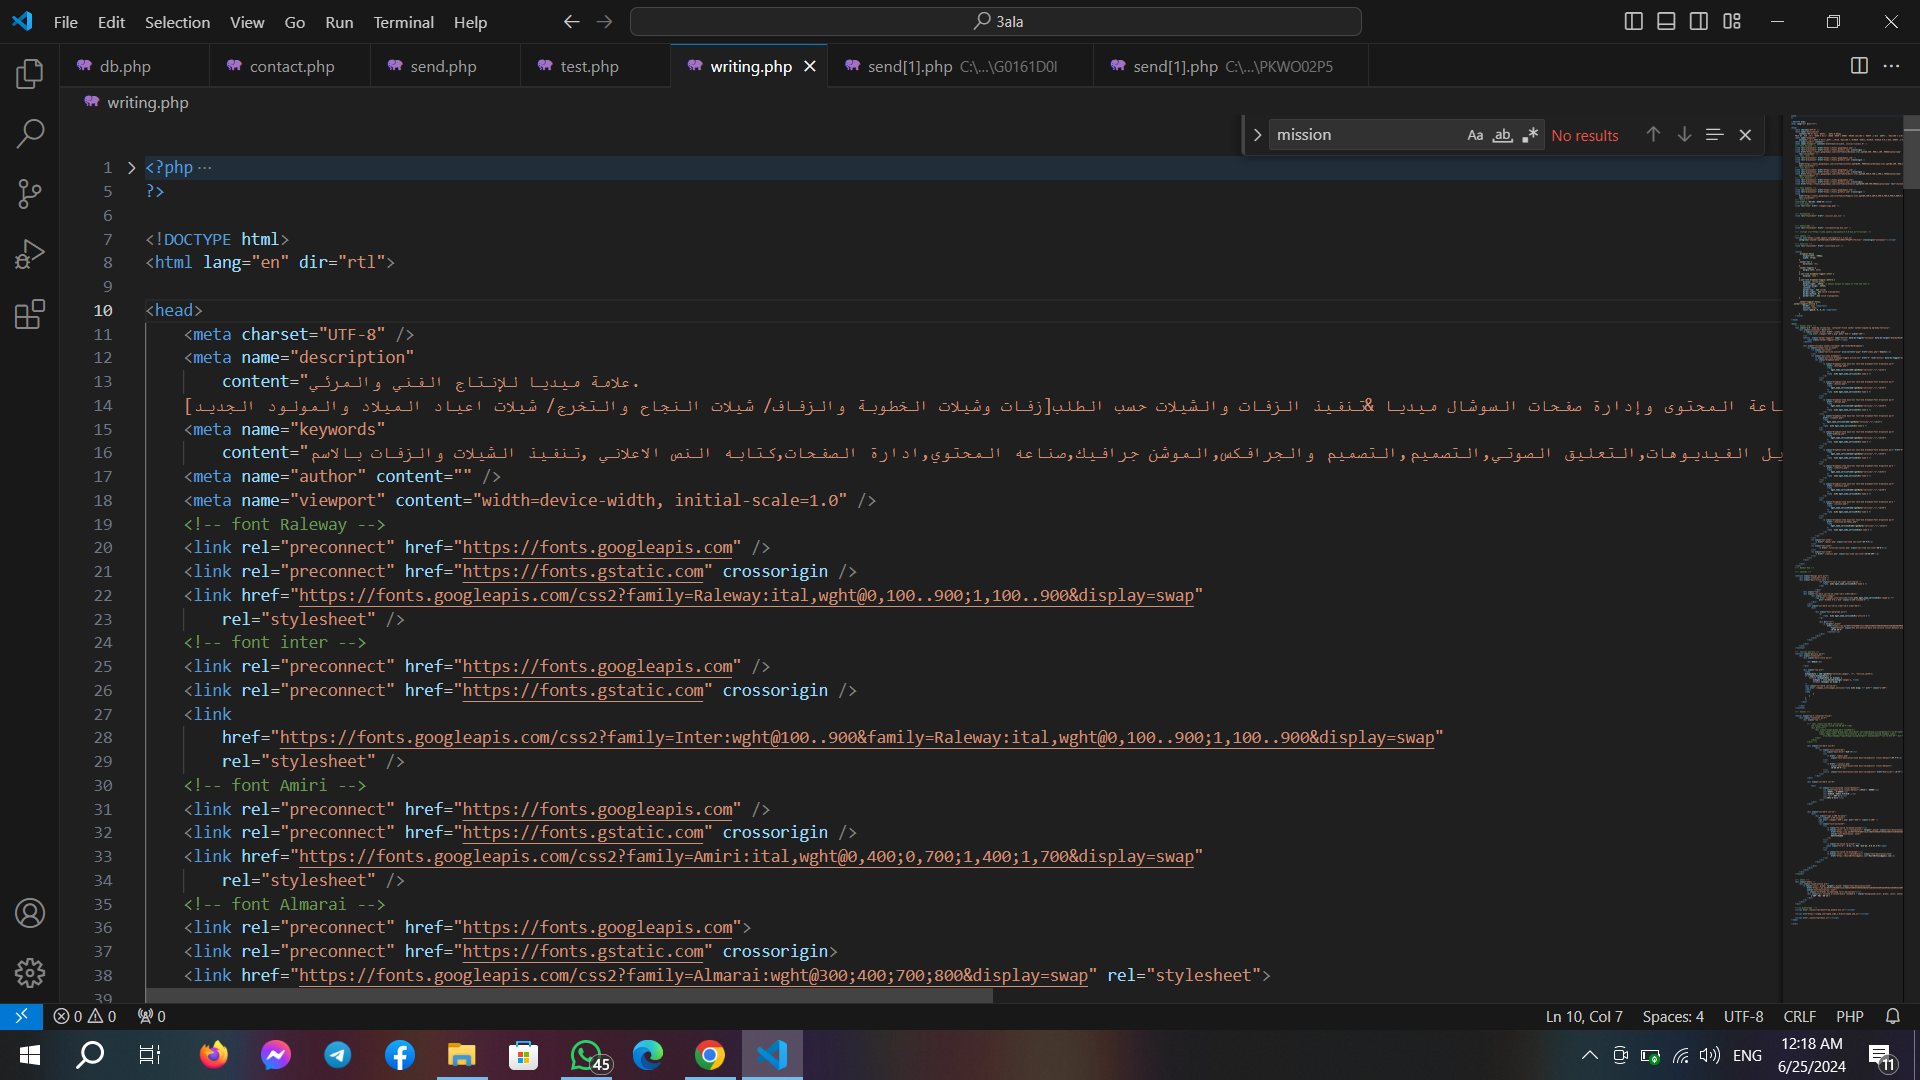 File Edit Selection View Go Run Terminal Help
3ala
db.php contact.php send.php test.php writing.php send[1].php C:\...\G0161D0I send[1].php C:\...\PKWO02P5
writing.php
mission Aa ab .* No results
1 <?php ...
5 ?>
6
7 <!DOCTYPE html>
8 <html lang="en" dir="rtl">
9
10 <head>
11 <meta charset="UTF-8" />
12 <meta name="description"
13 content="علامة ميديا للإنتاج الفني والمرئي.
14 اعة المحتوى وإدارة صفحات السوشال ميديا &تنفيذ الزفات والشيلات حسب الطلب[زفات وشيلات الخطوبة والزفاف/ شيلات النجاح والتخرج/ شيلات اعياد الميلاد والمولود الجديد]
15 <meta name="keywords"
16 content="يل الفيديوهات,التعليق الصوتي,التصميم,التصميم والجرافكس,الموشن جرافيك,صناعه المحتوي,ادارة الصفحات,كتابه النص الاعلاني ,تنفيذ الشيلات والزفات بالاسم
17 <meta name="author" content="" />
18 <meta name="viewport" content="width=device-width, initial-scale=1.0" />
19 <!-- font Raleway -->
20 <link rel="preconnect" href="https://fonts.googleapis.com" />
21 <link rel="preconnect" href="https://fonts.gstatic.com" crossorigin />
22 <link href="https://fonts.googleapis.com/css2?family=Raleway:ital,wght@0,100..900;1,100..900&display=swap"
23 rel="stylesheet" />
24 <!-- font inter -->
25 <link rel="preconnect" href="https://fonts.googleapis.com" />
26 <link rel="preconnect" href="https://fonts.gstatic.com" crossorigin />
27 <link
28 href="https://fonts.googleapis.com/css2?family=Inter:wght@100..900&family=Raleway:ital,wght@0,100..900;1,100..900&display=swap"
29 rel="stylesheet" />
30 <!-- font Amiri -->
31 <link rel="preconnect" href="https://fonts.googleapis.com" />
32 <link rel="preconnect" href="https://fonts.gstatic.com" crossorigin />
33 <link href="https://fonts.googleapis.com/css2?family=Amiri:ital,wght@0,400;0,700;1,400;1,700&display=swap"
34 rel="stylesheet" />
35 <!-- font Almarai -->
36 <link rel="preconnect" href="https://fonts.googleapis.com">
37 <link rel="preconnect" href="https://fonts.gstatic.com" crossorigin>
38 <link href="https://fonts.googleapis.com/css2?family=Almarai:wght@300;400;700;800&display=swap" rel="stylesheet">
39
0 0 0 Ln 10, Col 7 Spaces: 4 UTF-8 CRLF PHP
45 ENG 12:18 AM 11
6/25/2024